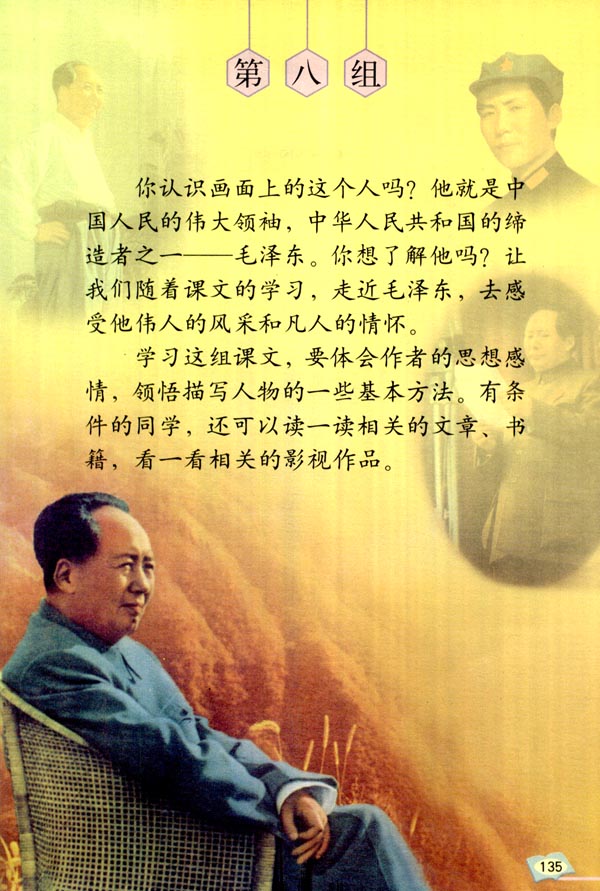 第八组
你认识画面上的这个人吗？他就是中
国人民的伟大领袖，中华人民共和国的缔
造者之一——毛泽东。你想了解他吗？让
我们随着课文的学习，走近毛泽东，去感
受他伟人的风采和凡人的情怀。
学习这组课文，要体会作者的思想感
情，领悟描写人物的一些基本方法。有条
件的同学，还可以读一读相关的文章、书
籍，看一看相关的影视作品。
135